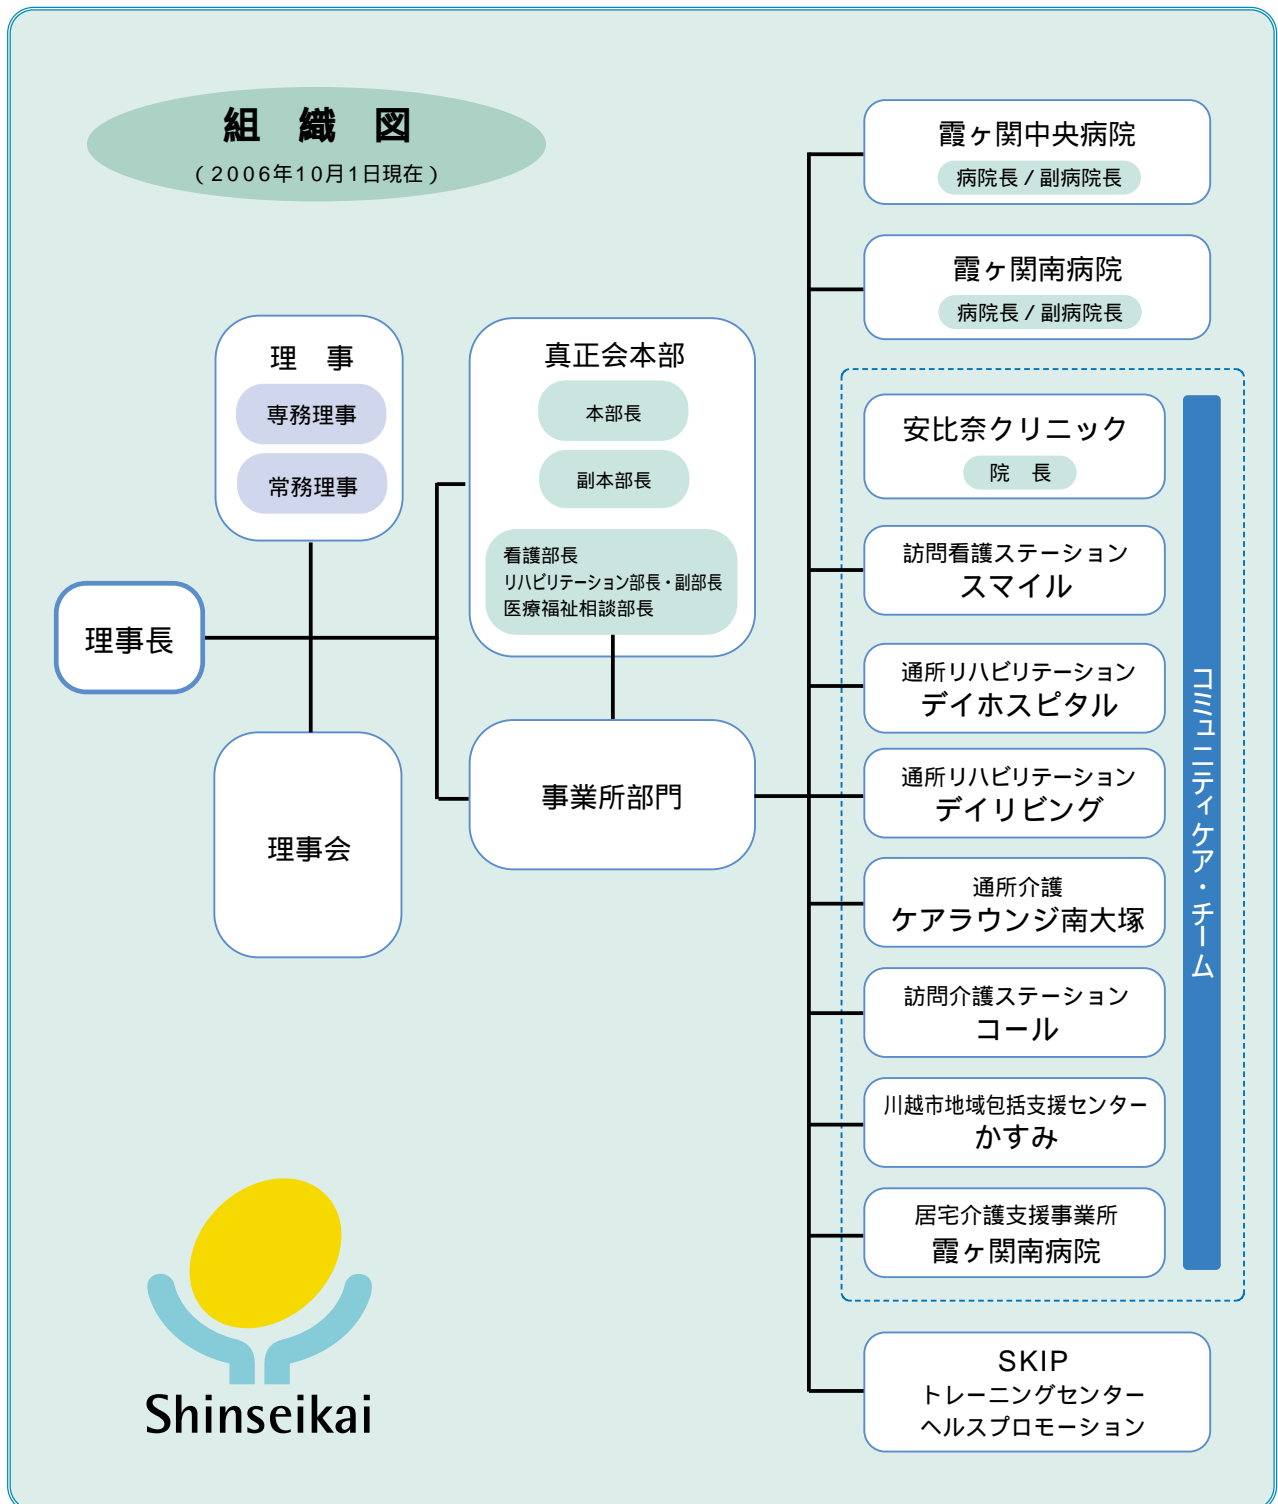 組 織 図
(2006年10月1日現在)
理事長
理 事
専務理事
常務理事
理事会
真正会本部
本部長
副本部長
看護部長
リハビリテーション部長・副部長
医療福祉相談部長
事業所部門
霞ヶ関中央病院
病院長 / 副病院長
霞ヶ関南病院
病院長 / 副病院長
安比奈クリニック
院 長
訪問看護ステーション
スマイル
通所リハビリテーション
デイホスピタル
通所リハビリテーション
デイリビング
通所介護
ケアラウンジ南大塚
訪問介護ステーション
コール
川越市地域包括支援センター
かすみ
居宅介護支援事業所
霞ヶ関南病院
コミュニティケア・チーム
SKIP
トレーニングセンター
ヘルスプロモーション
Shinseikai